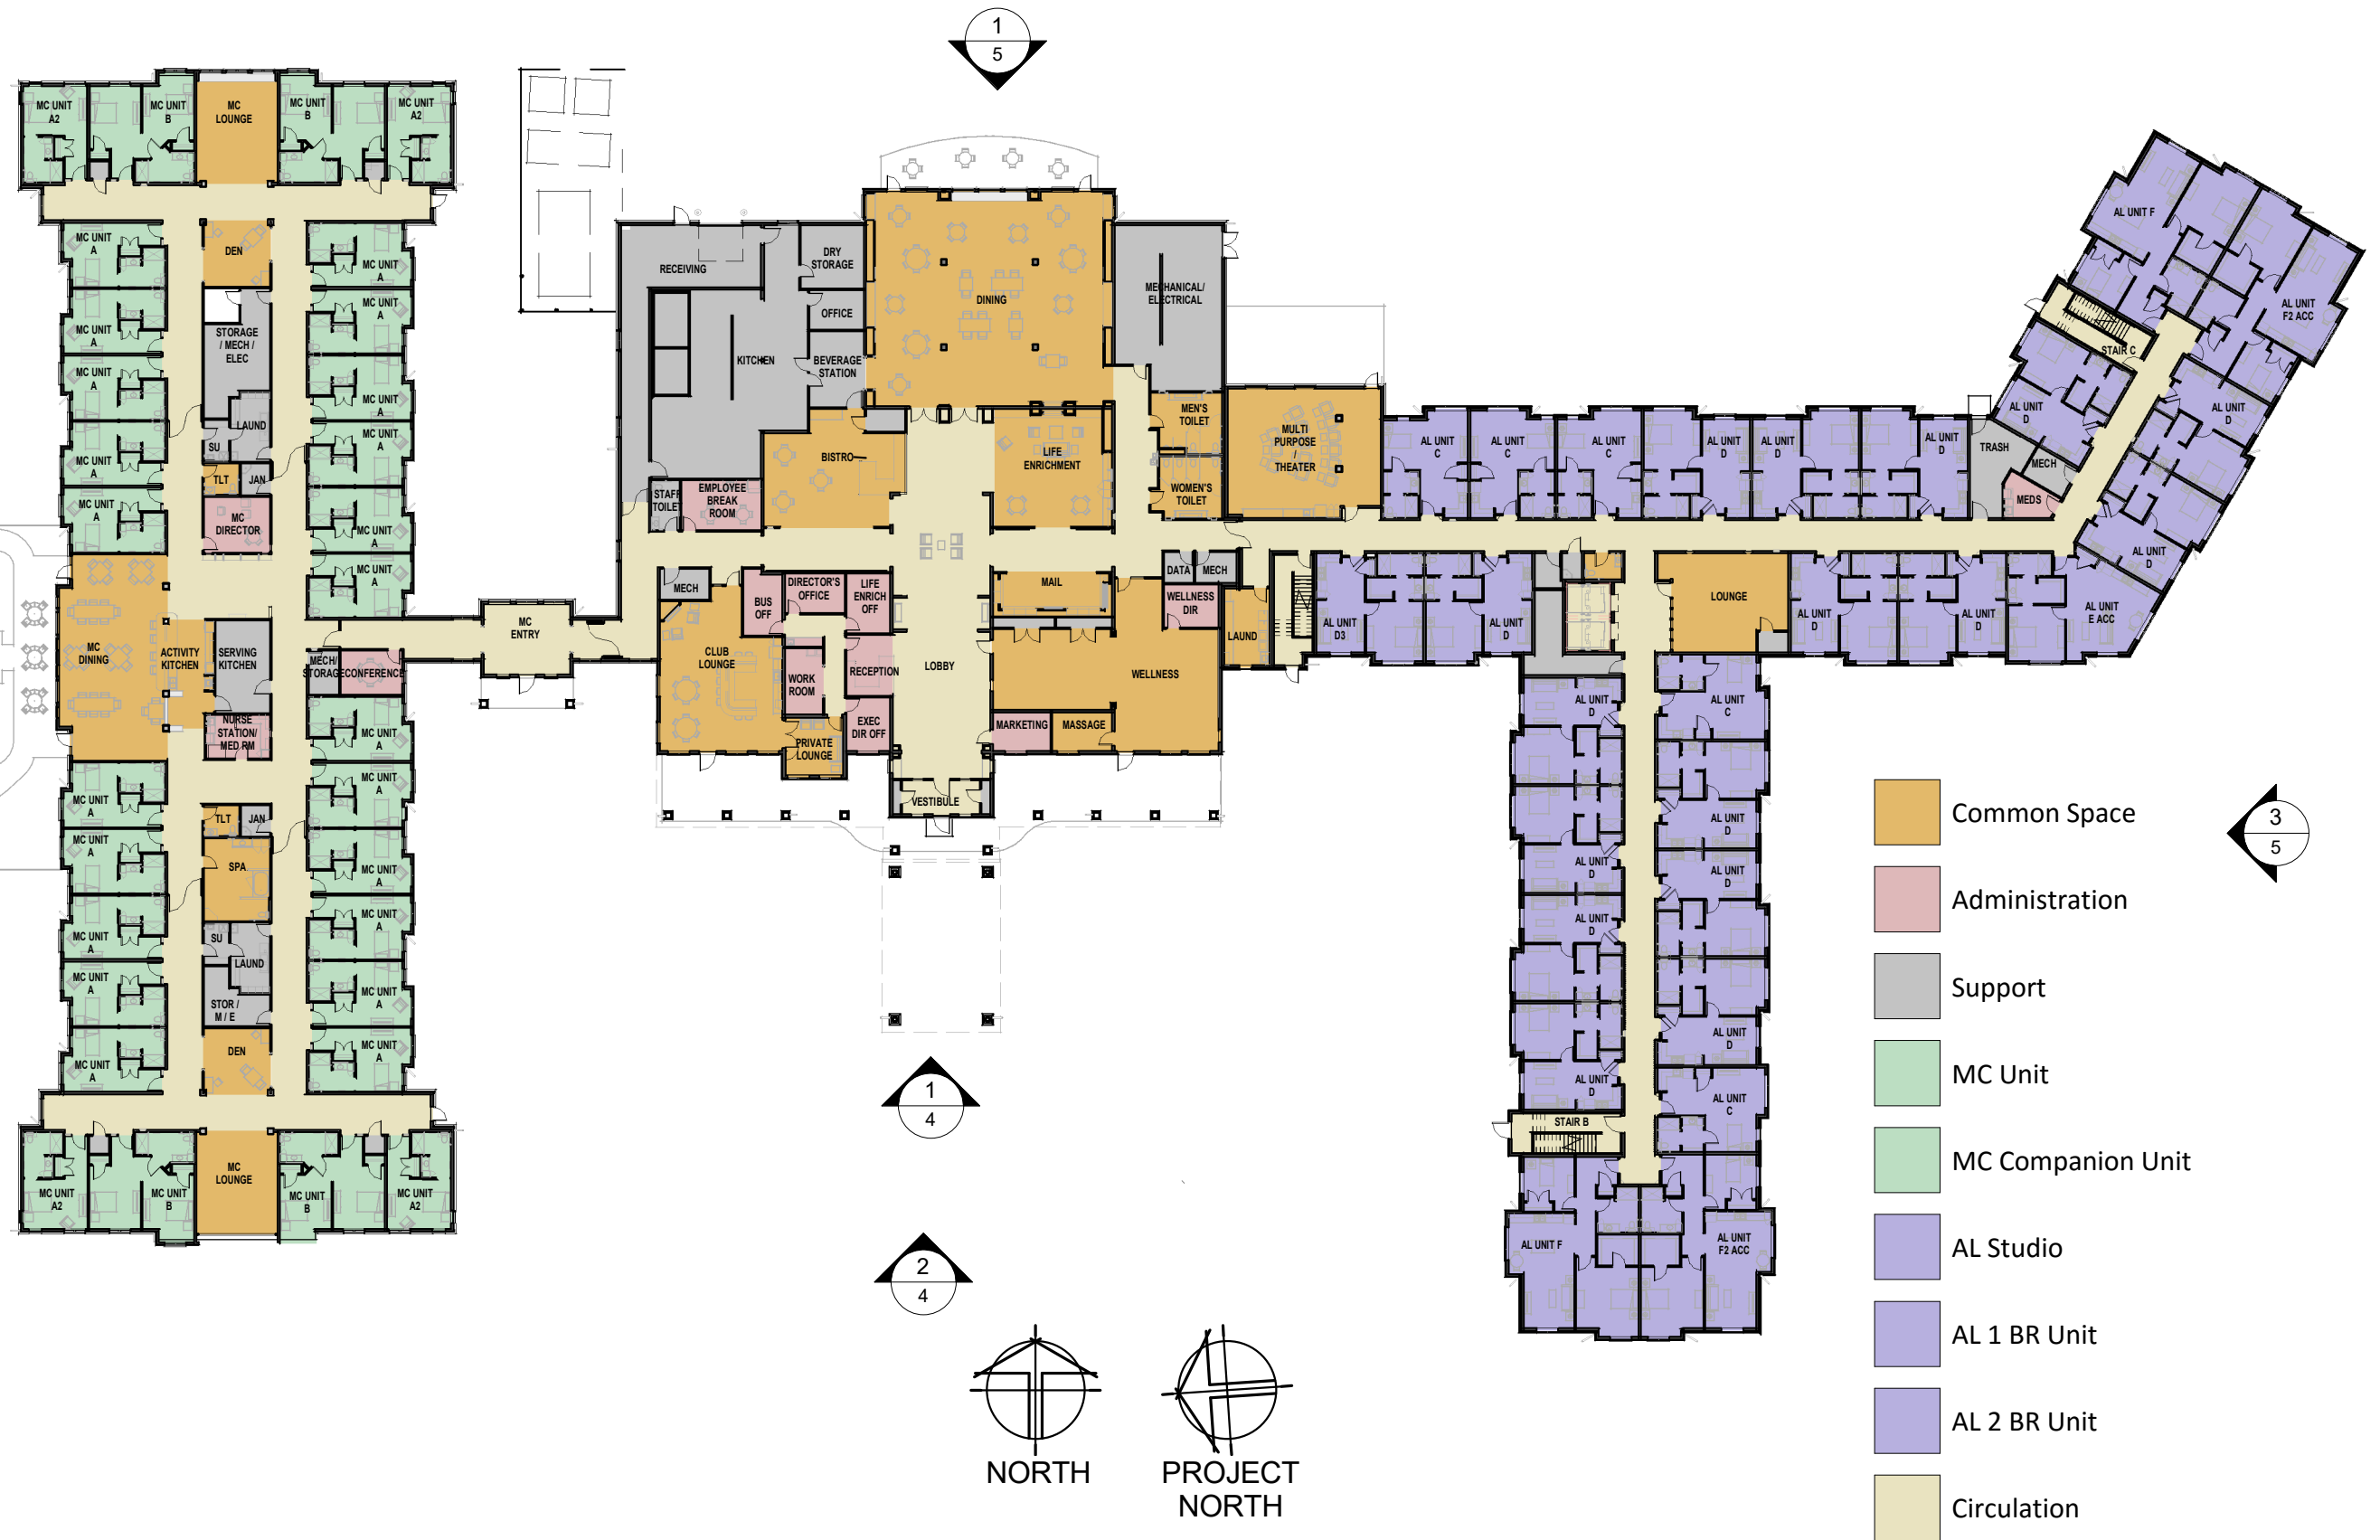 1
5
MC UNIT
A2
MC UNIT
B
MC
LOUNGE
MC UNIT
B
MC UNIT
A2
MC UNIT
A
DEN
MC UNIT
A
MC UNIT
A
MC UNIT
A
STORAGE
/ MECH /
ELEC
MC UNIT
A
MC UNIT
A
LAUND
SU
MC UNIT
A
MC UNIT
A
TLT
JAN
MC UNIT
A
MC
DIRECTOR
MC UNIT
A
MC UNIT
A
MC
DINING
ACTIVITY
KITCHEN
SERVING
KITCHEN
MECH/
STORAGE
CONFERENCE
NURSE
STATION/
MED RM
MC UNIT
A
MC UNIT
A
MC UNIT
A
TLT
JAN
MC UNIT
A
SPA
MC UNIT
A
MC UNIT
A
SU
LAUND
MC UNIT
A
MC UNIT
A
STOR /
M / E
MC UNIT
A
MC UNIT
A
DEN
MC UNIT
A
MC UNIT
A2
MC UNIT
B
MC
LOUNGE
MC UNIT
B
MC UNIT
A2
MC
ENTRY
RECEIVING
DRY
STORAGE
OFFICE
KITCHEN
BEVERAGE
STATION
DINING
MECHANICAL/
ELECTRICAL
BISTRO
LIFE
ENRICHMENT
MEN'S
TOILET
WOMEN'S
TOILET
MULTI
PURPOSE
/
THEATER
STAFF
TOILET
EMPLOYEE
BREAK
ROOM
MECH
BUS
OFF
DIRECTOR'S
OFFICE
LIFE
ENRICH
OFF
MAIL
DATA
MECH
WELLNESS
DIR
LAUND
CLUB
LOUNGE
WORK
ROOM
RECEPTION
LOBBY
WELLNESS
EXEC
DIR OFF
MARKETING
MASSAGE
PRIVATE
LOUNGE
VESTIBULE
AL UNIT
C
AL UNIT
C
AL UNIT
C
AL UNIT
D
AL UNIT
D
AL UNIT
D
TRASH
MECH
MEDS
AL UNIT F
AL UNIT
F2 ACC
STAIR C
AL UNIT
D
AL UNIT
D
AL UNIT
D
AL UNIT
E ACC
AL UNIT
D3
AL UNIT
D
LOUNGE
AL UNIT
D
AL UNIT
D
AL UNIT
D
AL UNIT
C
AL UNIT
D
AL UNIT
D
AL UNIT
D
AL UNIT
D
AL UNIT
D
AL UNIT
D
AL UNIT
C
STAIR B
AL UNIT F
AL UNIT
F2 ACC
1
4
2
4
3
5
NORTH
PROJECT
NORTH
Common Space
Administration
Support
MC Unit
MC Companion Unit
AL Studio
AL 1 BR Unit
AL 2 BR Unit
Circulation